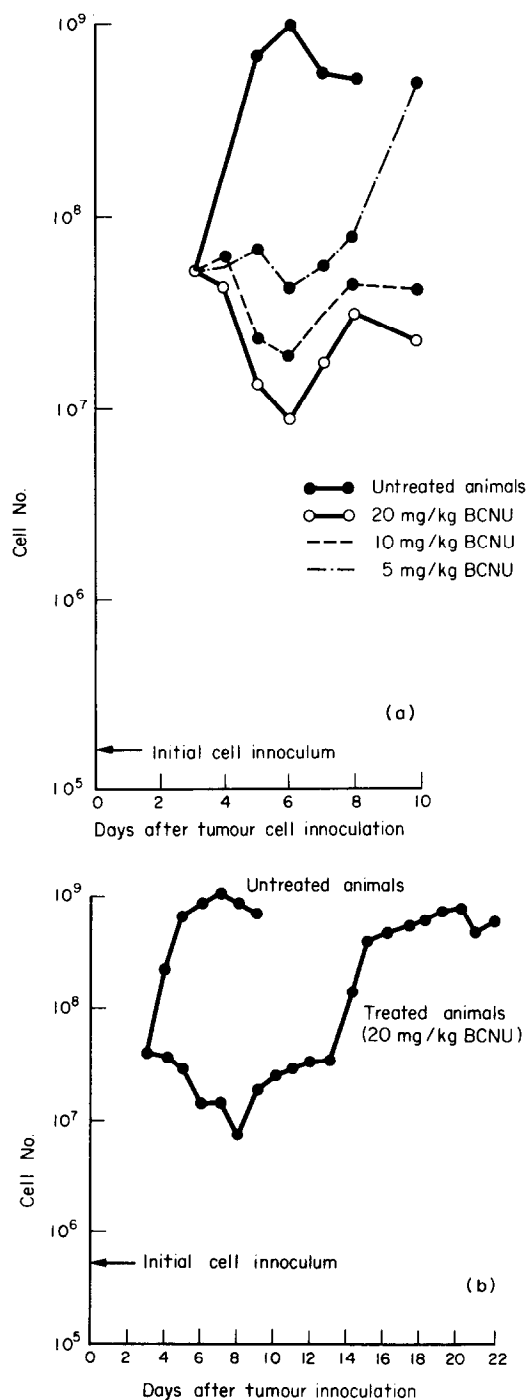 10⁹
10⁸
10⁷
10⁶
10⁵
Cell No.
Untreated animals
20 mg/kg BCNU
10 mg/kg BCNU
5 mg/kg BCNU
(a)
Initial cell innoculum
0 2 4 6 8 10
Days after tumour cell innoculation
Untreated animals
10⁹
10⁸
10⁷
10⁶
10⁵
Cell No.
Treated animals
(20 mg/kg BCNU)
Initial cell innoculum
(b)
0 2 4 6 8 10 12 14 16 18 20 22
Days after tumour innoculation